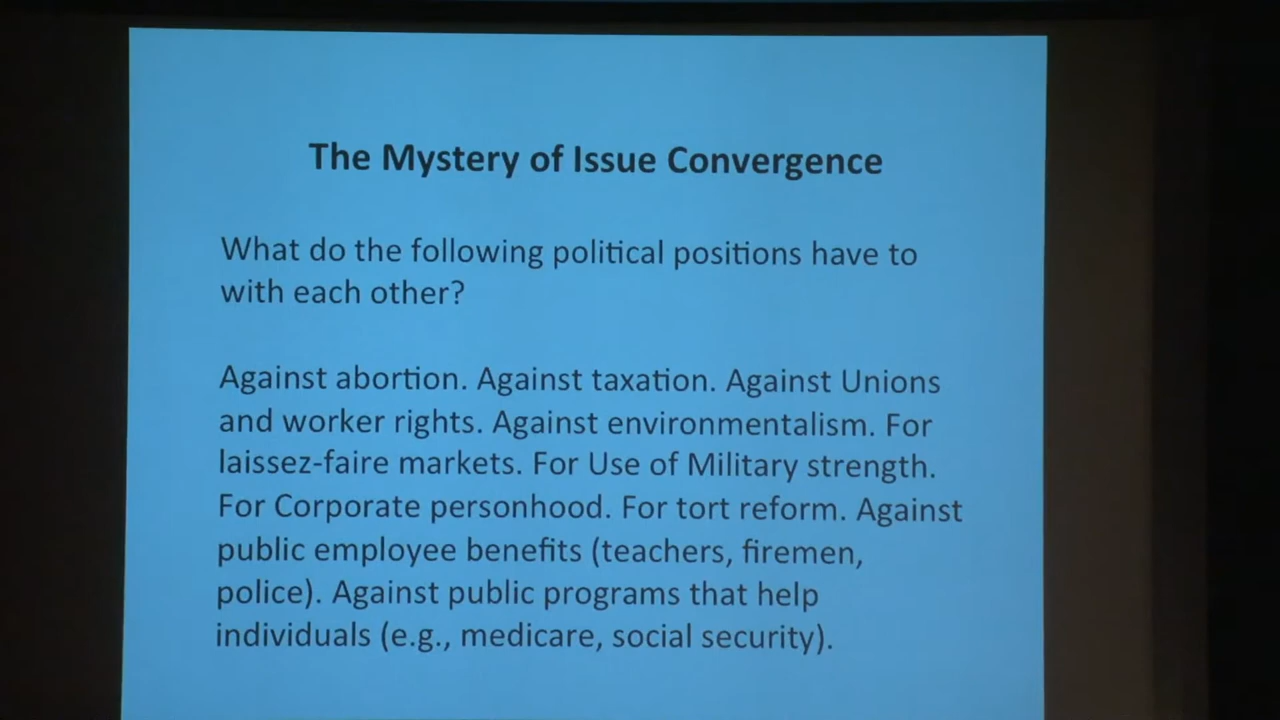 The Mystery of Issue Convergence
What do the following political positions have to
with each other?
Against abortion. Against taxation. Against Unions
and worker rights. Against environmentalism. For
laissez-faire markets. For Use of Military strength.
For Corporate personhood. For tort reform. Against
public employee benefits (teachers, firemen,
police). Against public programs that help
individuals (e.g., medicare, social security).